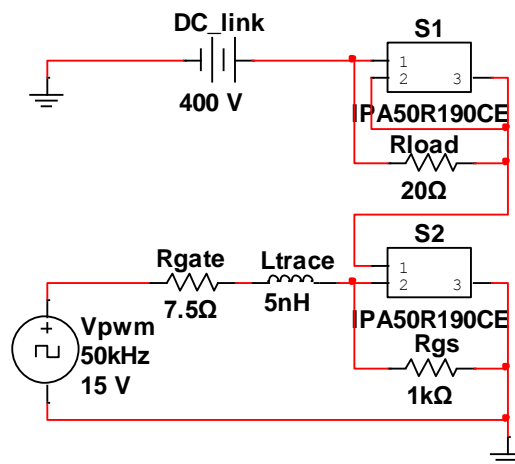 DC_link
400 V
S1
1
2
3
IPA50R190CE
Rload
20Ω
S2
1
2
3
IPA50R190CE
Rgate
7.5Ω
Ltrace
5nH
Vpwm
50kHz
15 V
Rgs
1kΩ